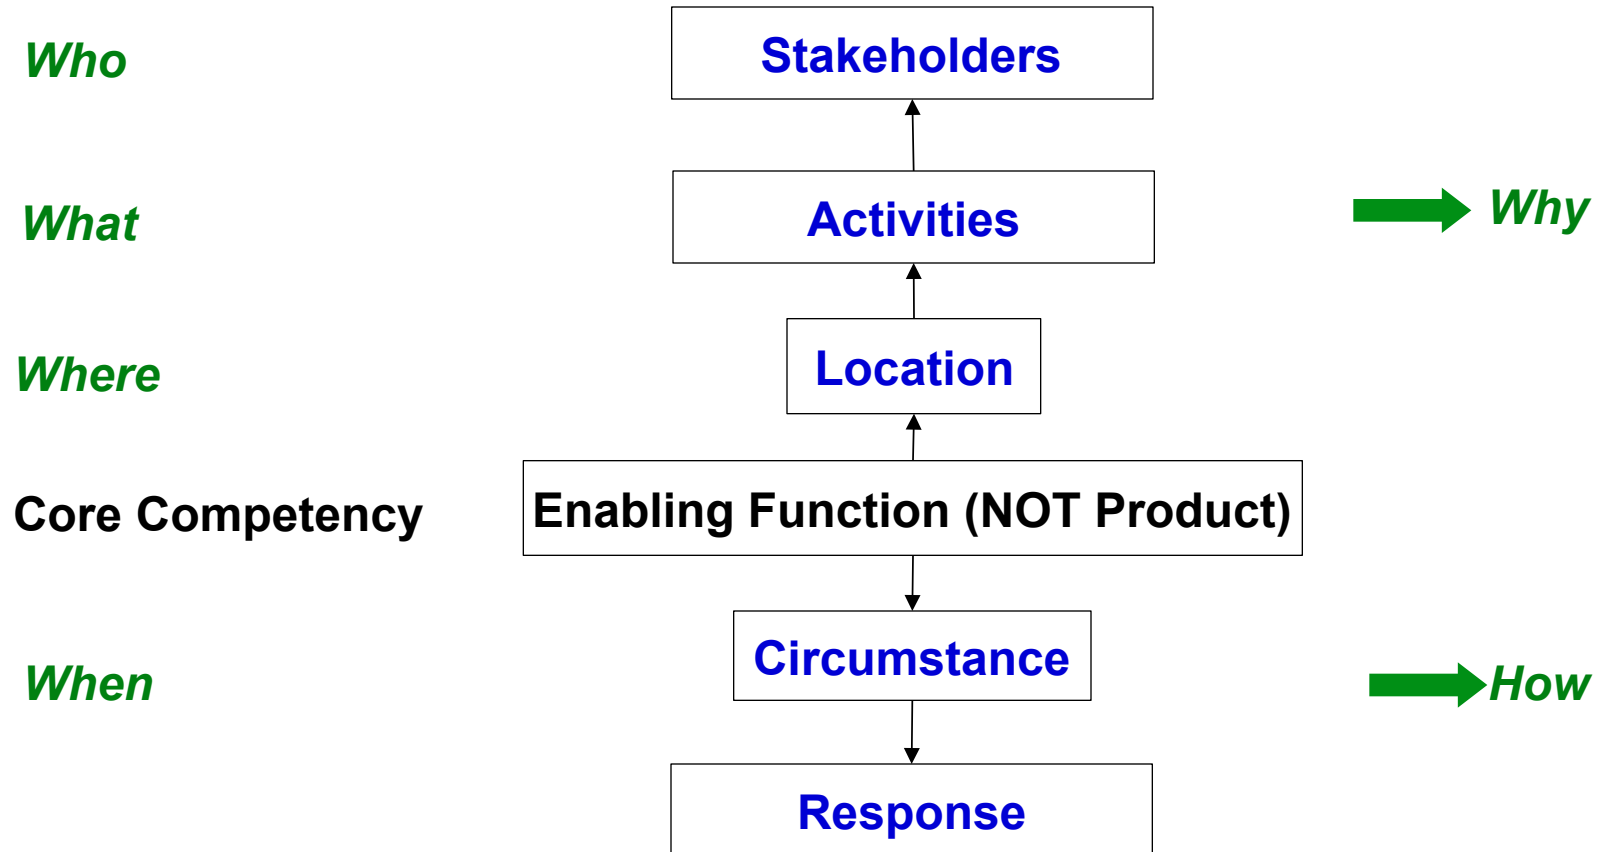 Who
Stakeholders
What
Activities
Why
Where
Location
Core Competency
Enabling Function (NOT Product)
When
Circumstance
How
Response